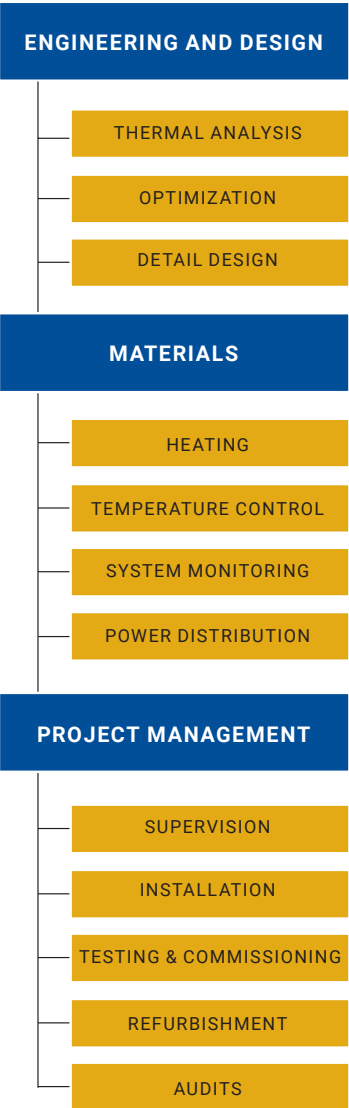 ENGINEERING AND DESIGN
THERMAL ANALYSIS
OPTIMIZATION
DETAIL DESIGN
MATERIALS
HEATING
TEMPERATURE CONTROL
SYSTEM MONITORING
POWER DISTRIBUTION
PROJECT MANAGEMENT
SUPERVISION
INSTALLATION
TESTING & COMMISSIONING
REFURBISHMENT
AUDITS